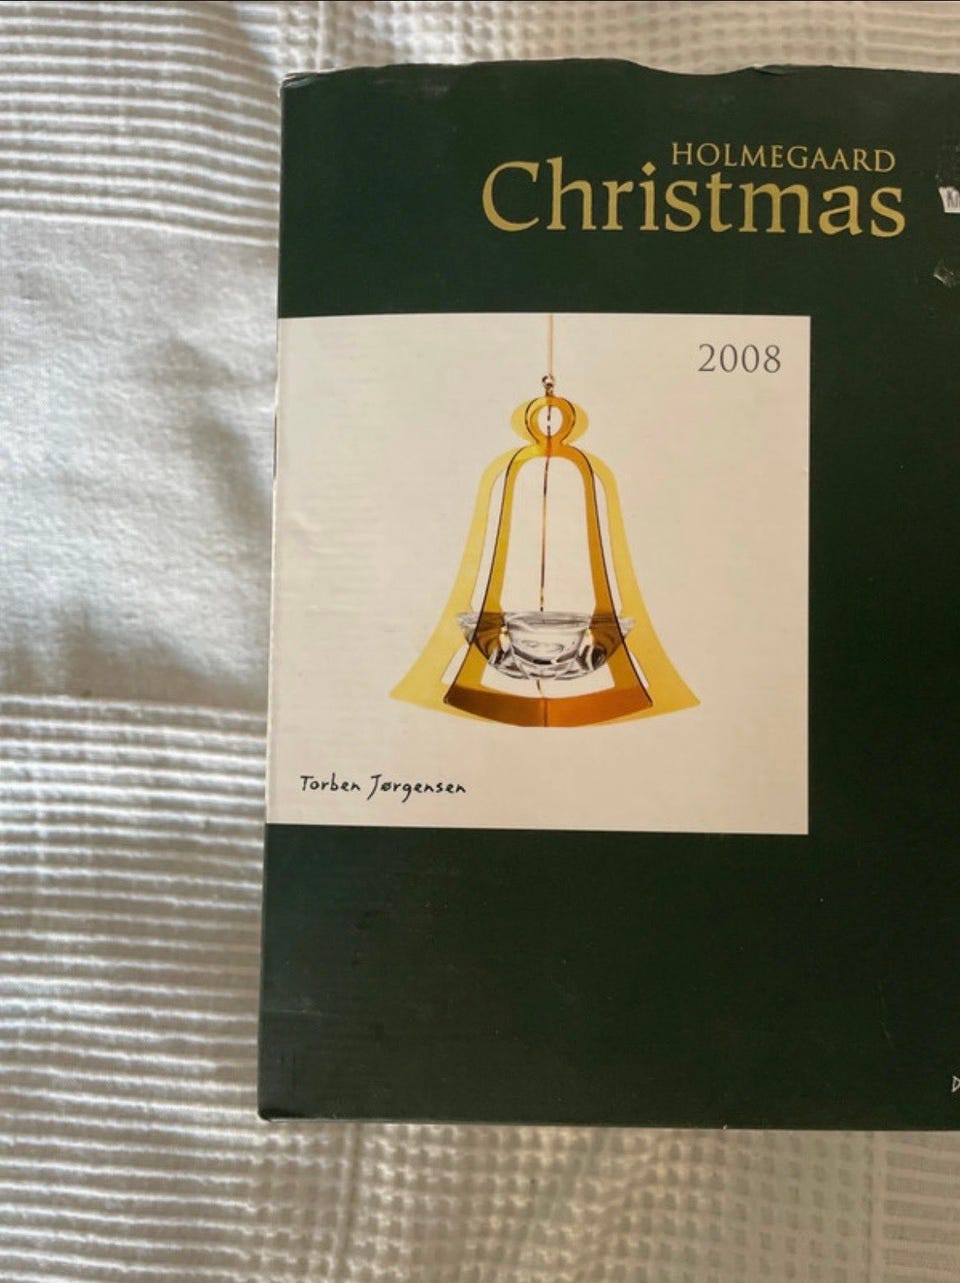 HOLMEGAARD
Christmas
2008
Torben Jørgensen